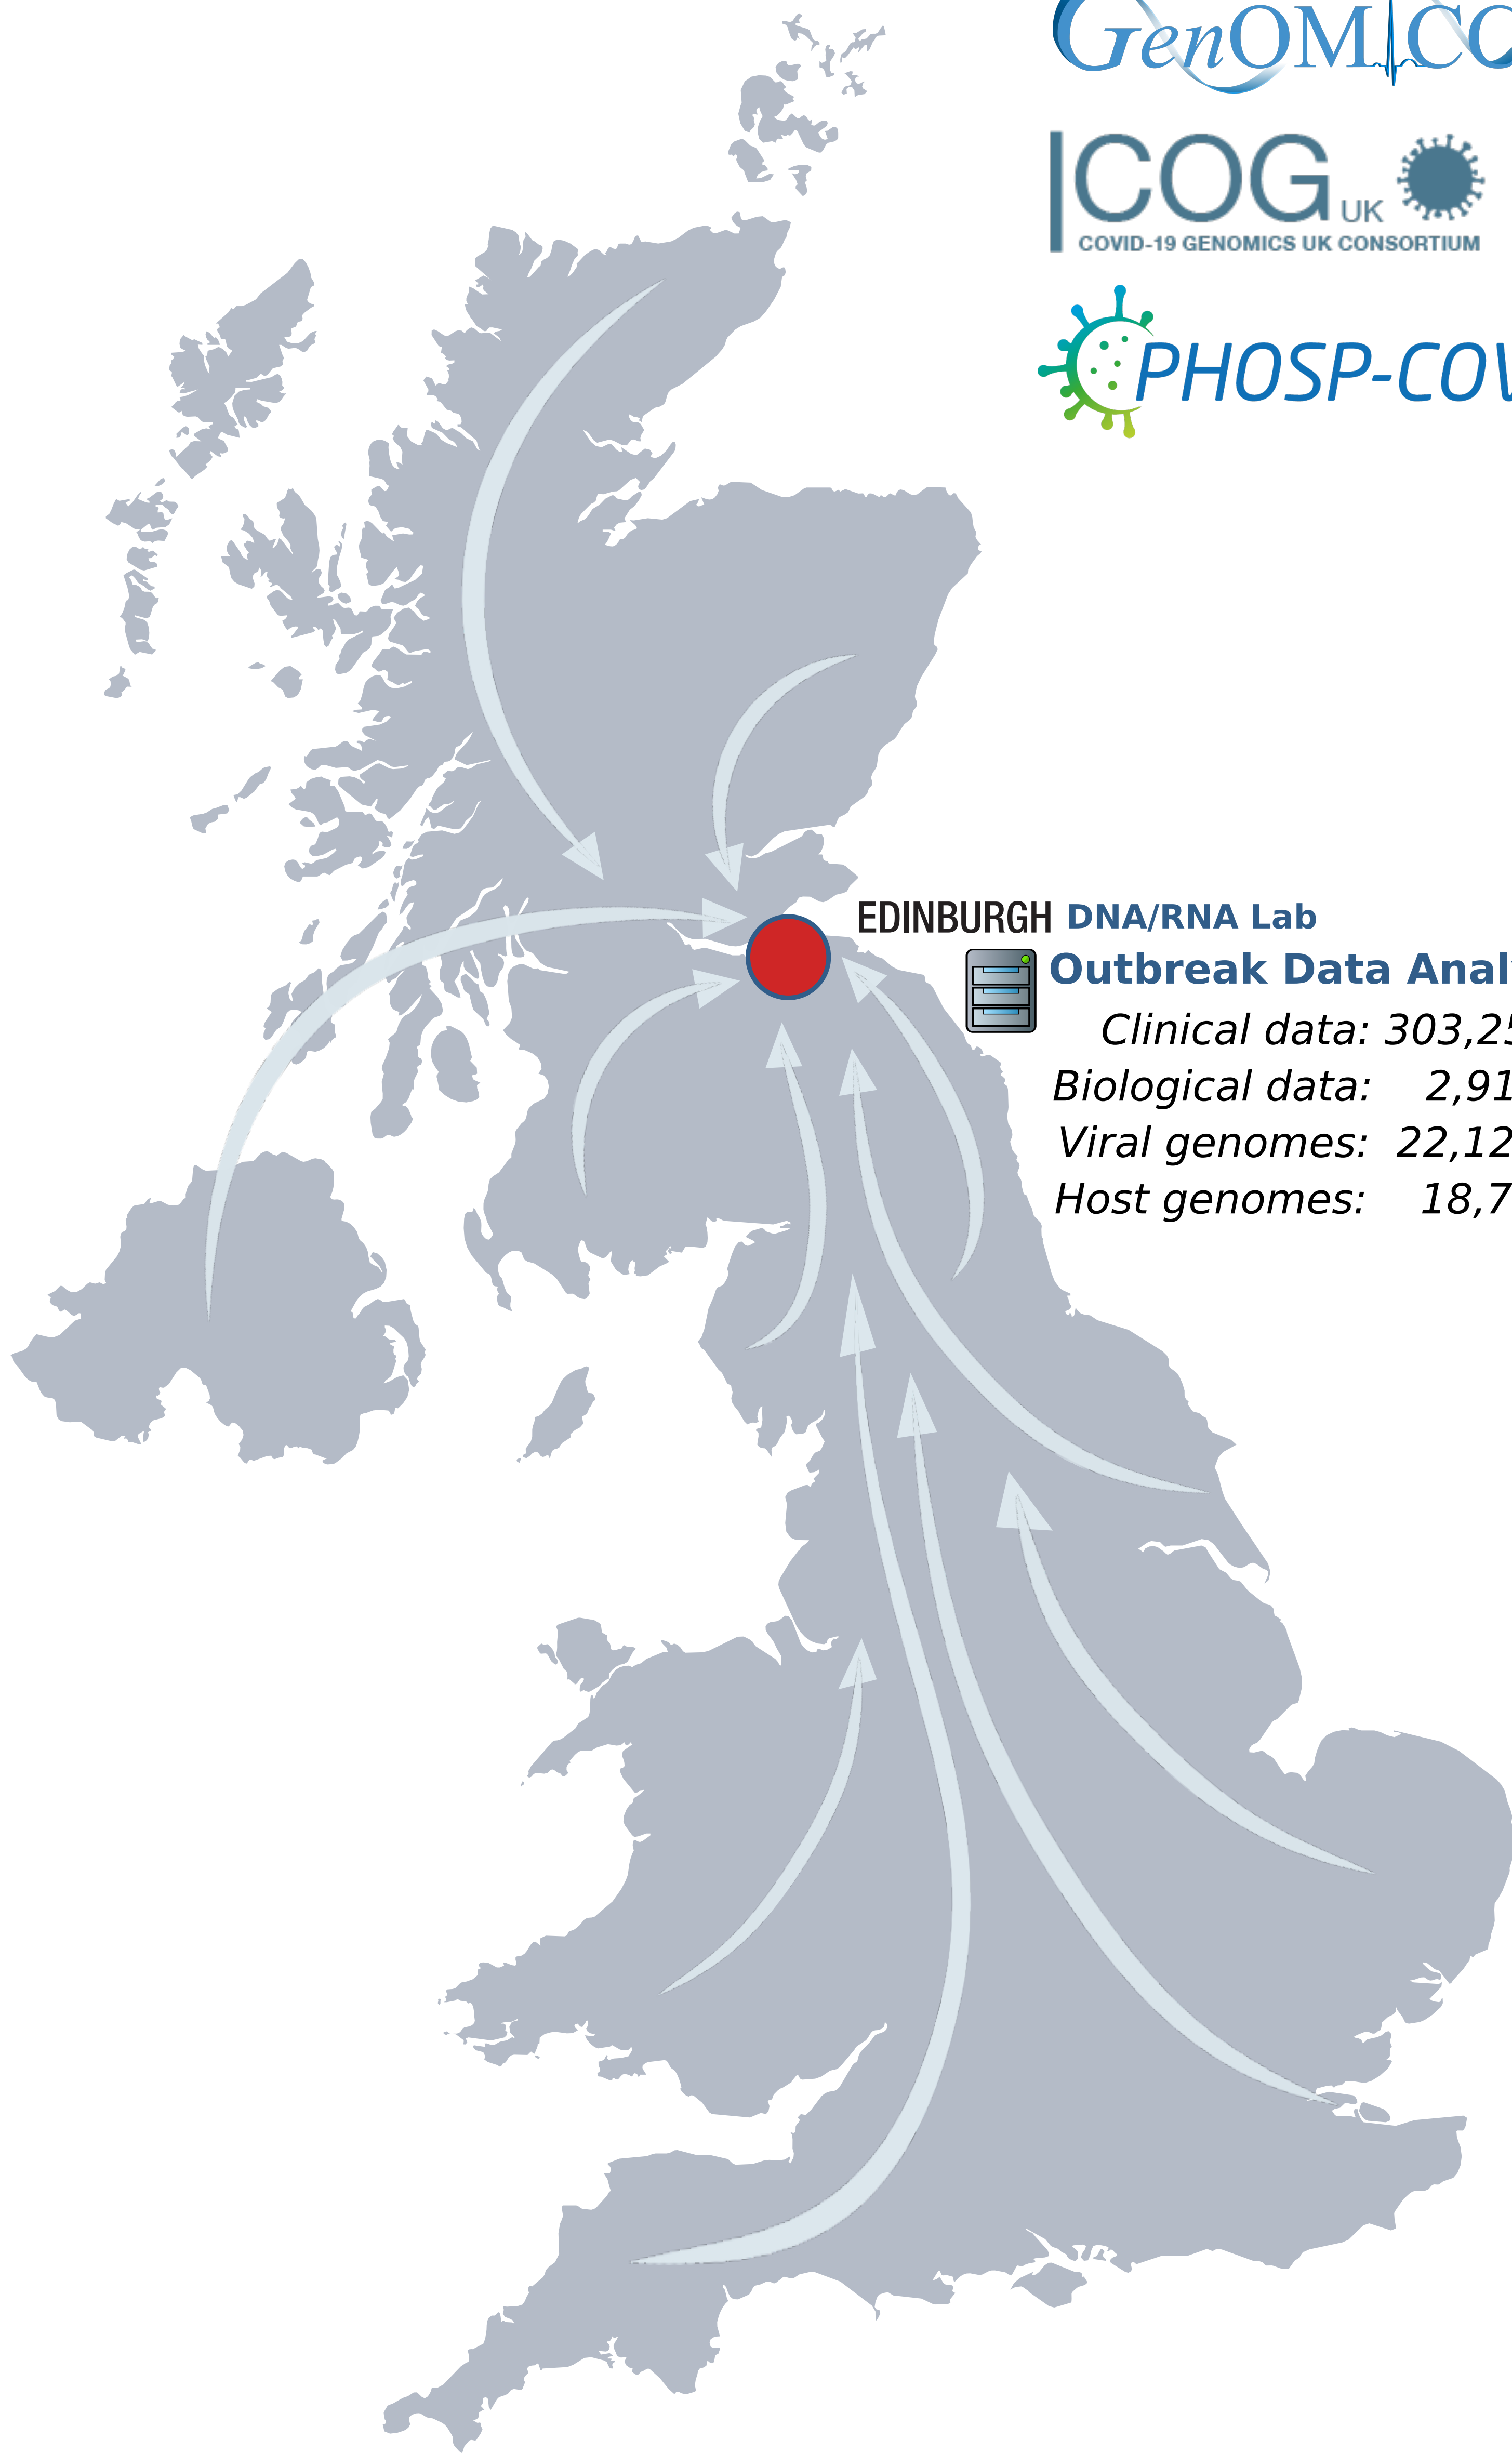 GenOMICC
COG UK
COVID-19 GENOMICS UK CONSORTIUM
PHOSP-COV
EDINBURGH DNA/RNA Lab
Outbreak Data Anal
Clinical data: 303,25
Biological data: 2,91
Viral genomes: 22,12
Host genomes: 18,7